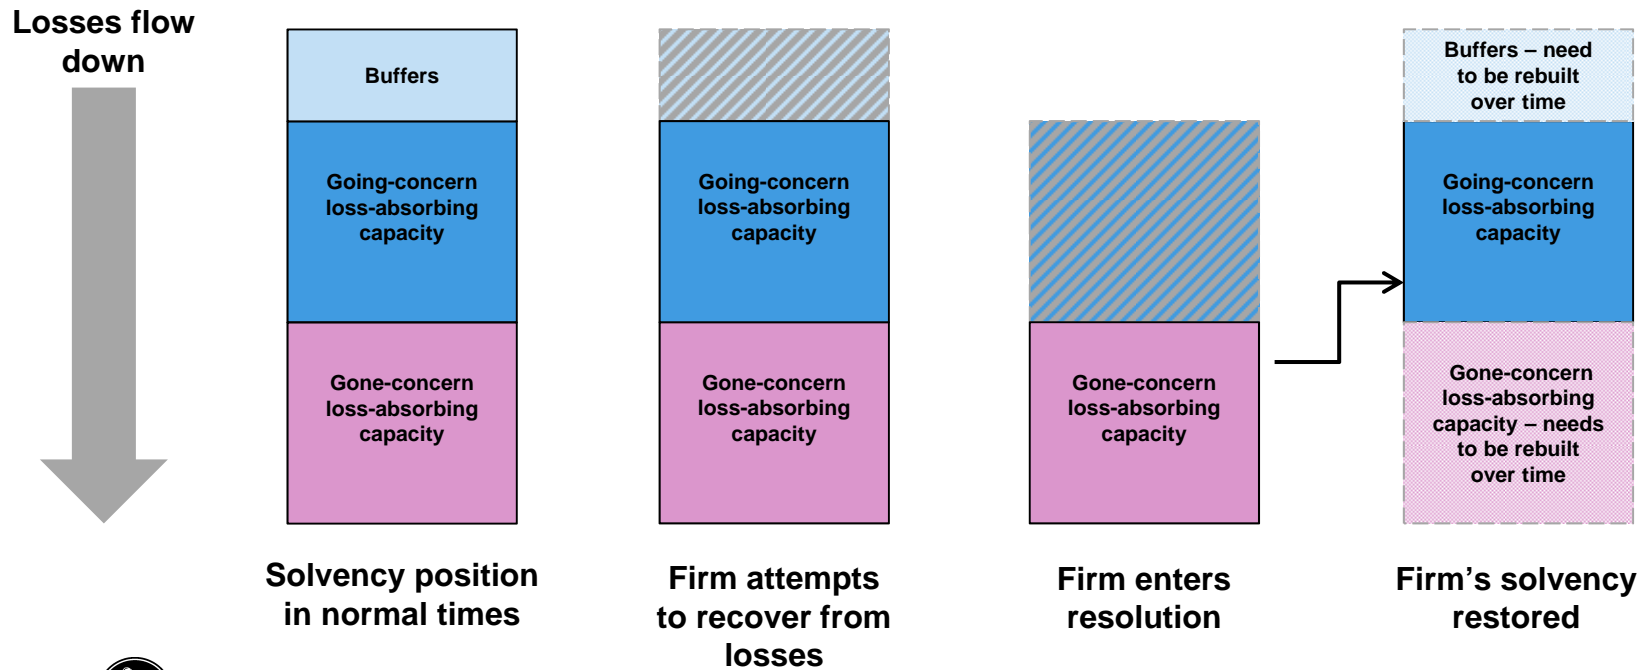 Losses flow
down
Buffers
Going-concern
loss-absorbing
capacity
Gone-concern
loss-absorbing
capacity
Solvency position
in normal times
Going-concern
loss-absorbing
capacity
Gone-concern
loss-absorbing
capacity
Firm attempts
to recover from
losses
Gone-concern
loss-absorbing
capacity
Firm enters
resolution
Buffers – need
to be rebuilt
over time
Going-concern
loss-absorbing
capacity
Gone-concern
loss-absorbing
capacity – needs
to be rebuilt
over time
Firm’s solvency
restored